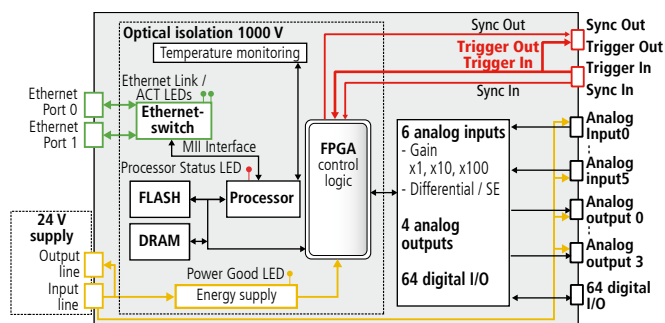 Optical isolation 1000 V
Temperature monitoring
Ethernet Link /
ACT LEDs
Ethernet
Port 0
Ethernet
Port 1
Ethernet-
switch
MII Interface
Processor Status LED
FLASH
Processor
DRAM
24 V
supply
Output
line
Input
line
Power Good LED
Energy supply
FPGA
control
logic
Sync Out
Trigger Out
Trigger In
Sync In
6 analog inputs
- Gain
x1, x10, x100
- Differential / SE
4 analog
outputs
64 digital I/O
Sync Out
Trigger Out
Trigger In
Sync In
Analog
Input0
Analog
input5
Analog
output 0
Analog
output 3
64 digital
I/O